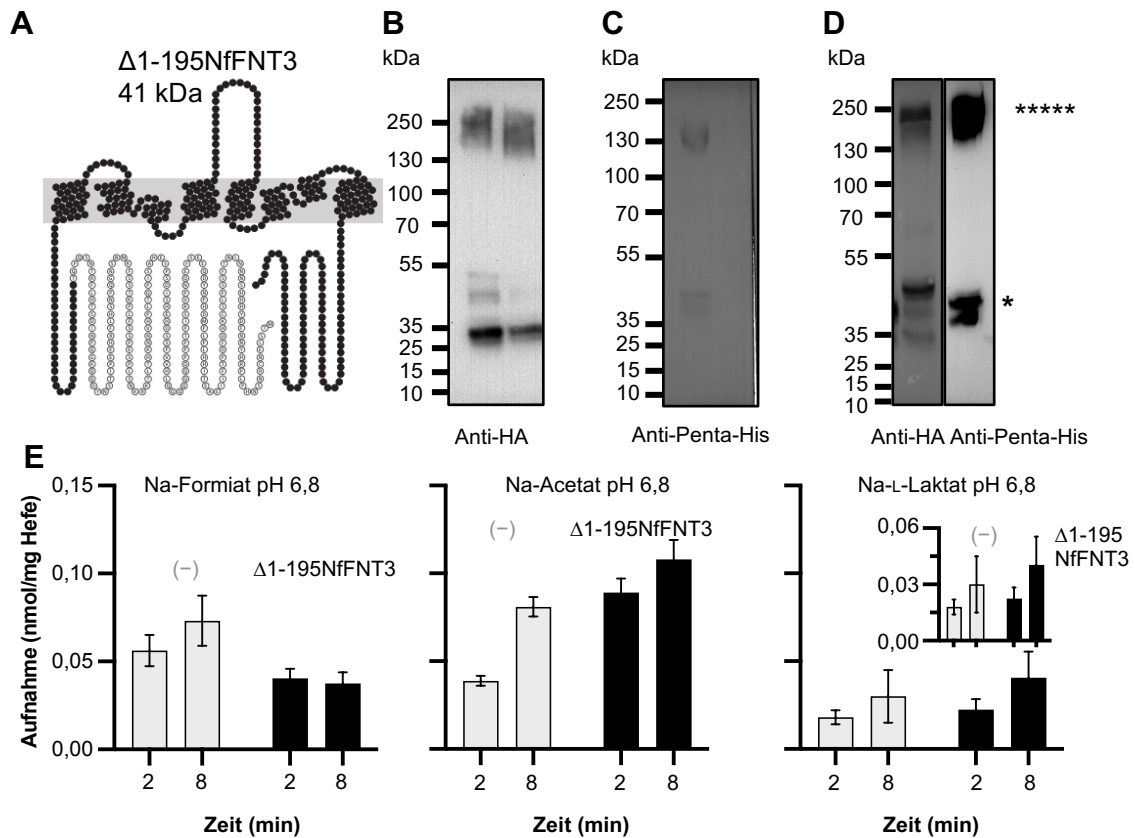 A
Δ1-195NfFNT3
41 kDa
B
kDa
250
130
100
70
55
35
25
15
10
Anti-HA
C
kDa
250
130
100
70
55
35
25
15
10
Anti-Penta-His
D
kDa
250
130
100
70
55
35
25
15
10
*****
*
Anti-HA Anti-Penta-His
E
Aufnahme (nmol/mg Hefe)
0,15
0,10
0,05
0,00
Na-Formiat pH 6,8
(−)
Δ1-195NfFNT3
2 8 2 8
Zeit (min)
Na-Acetat pH 6,8
(−)
Δ1-195NfFNT3
2 8 2 8
Zeit (min)
Na-L-Laktat pH 6,8
0,06
0,03
0,00
(−)
Δ1-195
NfFNT3
2 8 2 8
Zeit (min)